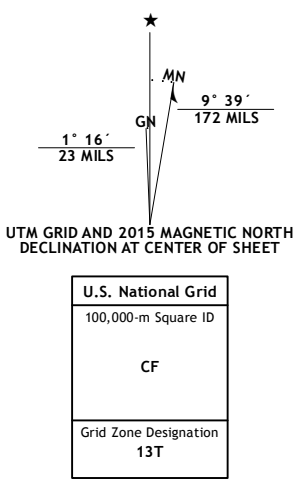 MN
GN
9° 39´
172 MILS
1° 16´
23 MILS
UTM GRID AND 2015 MAGNETIC NORTH
DECLINATION AT CENTER OF SHEET
U.S. National Grid
100,000-m Square ID
CF
Grid Zone Designation
13T